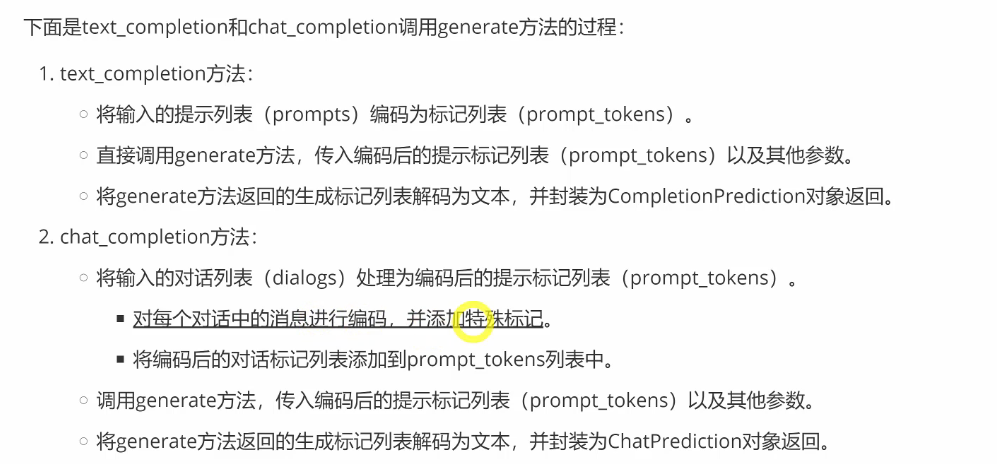 下面是text_completion和chat_completion调用generate方法的过程：
1. text_completion方法：
○ 将输入的提示列表（prompts）编码为标记列表（prompt_tokens）。
○ 直接调用generate方法，传入编码后的提示标记列表（prompt_tokens）以及其他参数。
○ 将generate方法返回的生成标记列表解码为文本，并封装为CompletionPrediction对象返回。
2. chat_completion方法：
○ 将输入的对话列表（dialogs）处理为编码后的提示标记列表（prompt_tokens）。
■ 对每个对话中的消息进行编码，并添加特殊标记。
■ 将编码后的对话标记列表添加到prompt_tokens列表中。
○ 调用generate方法，传入编码后的提示标记列表（prompt_tokens）以及其他参数。
○ 将generate方法返回的生成标记列表解码为文本，并封装为ChatPrediction对象返回。